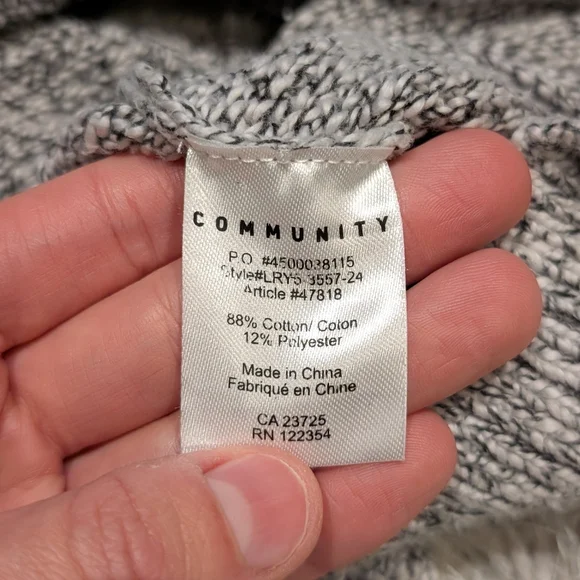 COMMUNITY
P.O. #4500038115
Style#LRY5-3557-24
Article #47818
88% Cotton/ Coton
12% Polyester
Made in China
Fabriqué en Chine
CA 23725
RN 122354